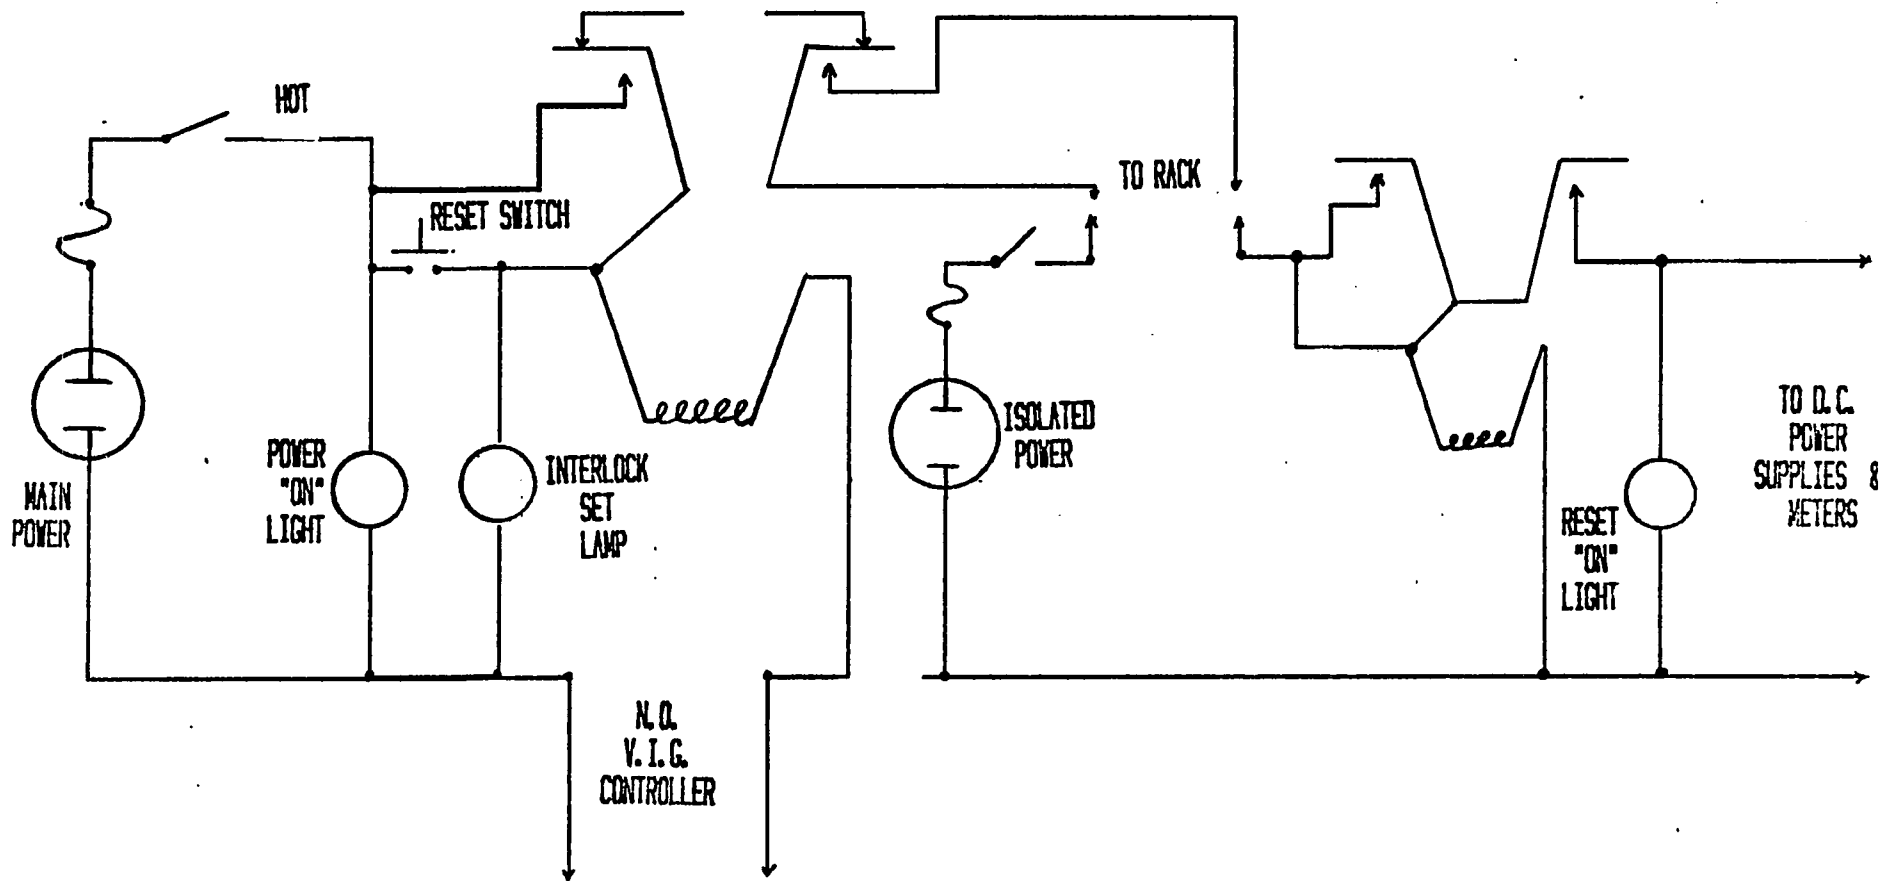 HOT
TO RACK
RESET SWITCH
ISOLATED
POWER
POWER
"ON"
LIGHT
INTERLOCK
SET
LAMP
MAIN
POWER
TO D.C.
POWER
SUPPLIES &
METERS
RESET
"ON"
LIGHT
N.O.
V.I.G.
CONTROLLER